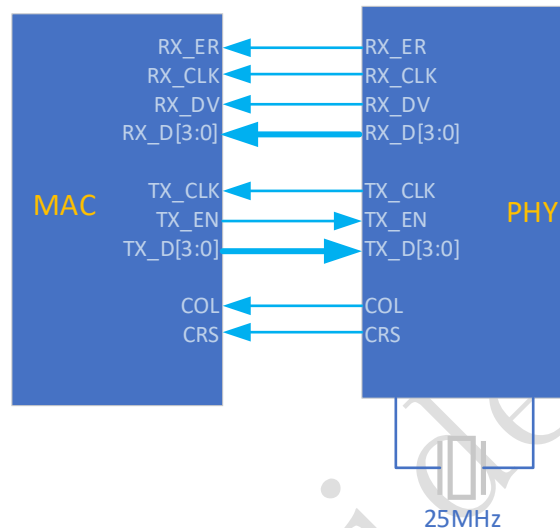 RX_ER RX_ER
RX_CLK RX_CLK
RX_DV RX_DV
RX_D[3:0] RX_D[3:0]
TX_CLK TX_CLK
MAC TX_EN TX_EN PHY
TX_D[3:0] TX_D[3:0]
COL COL
CRS CRS
25MHz